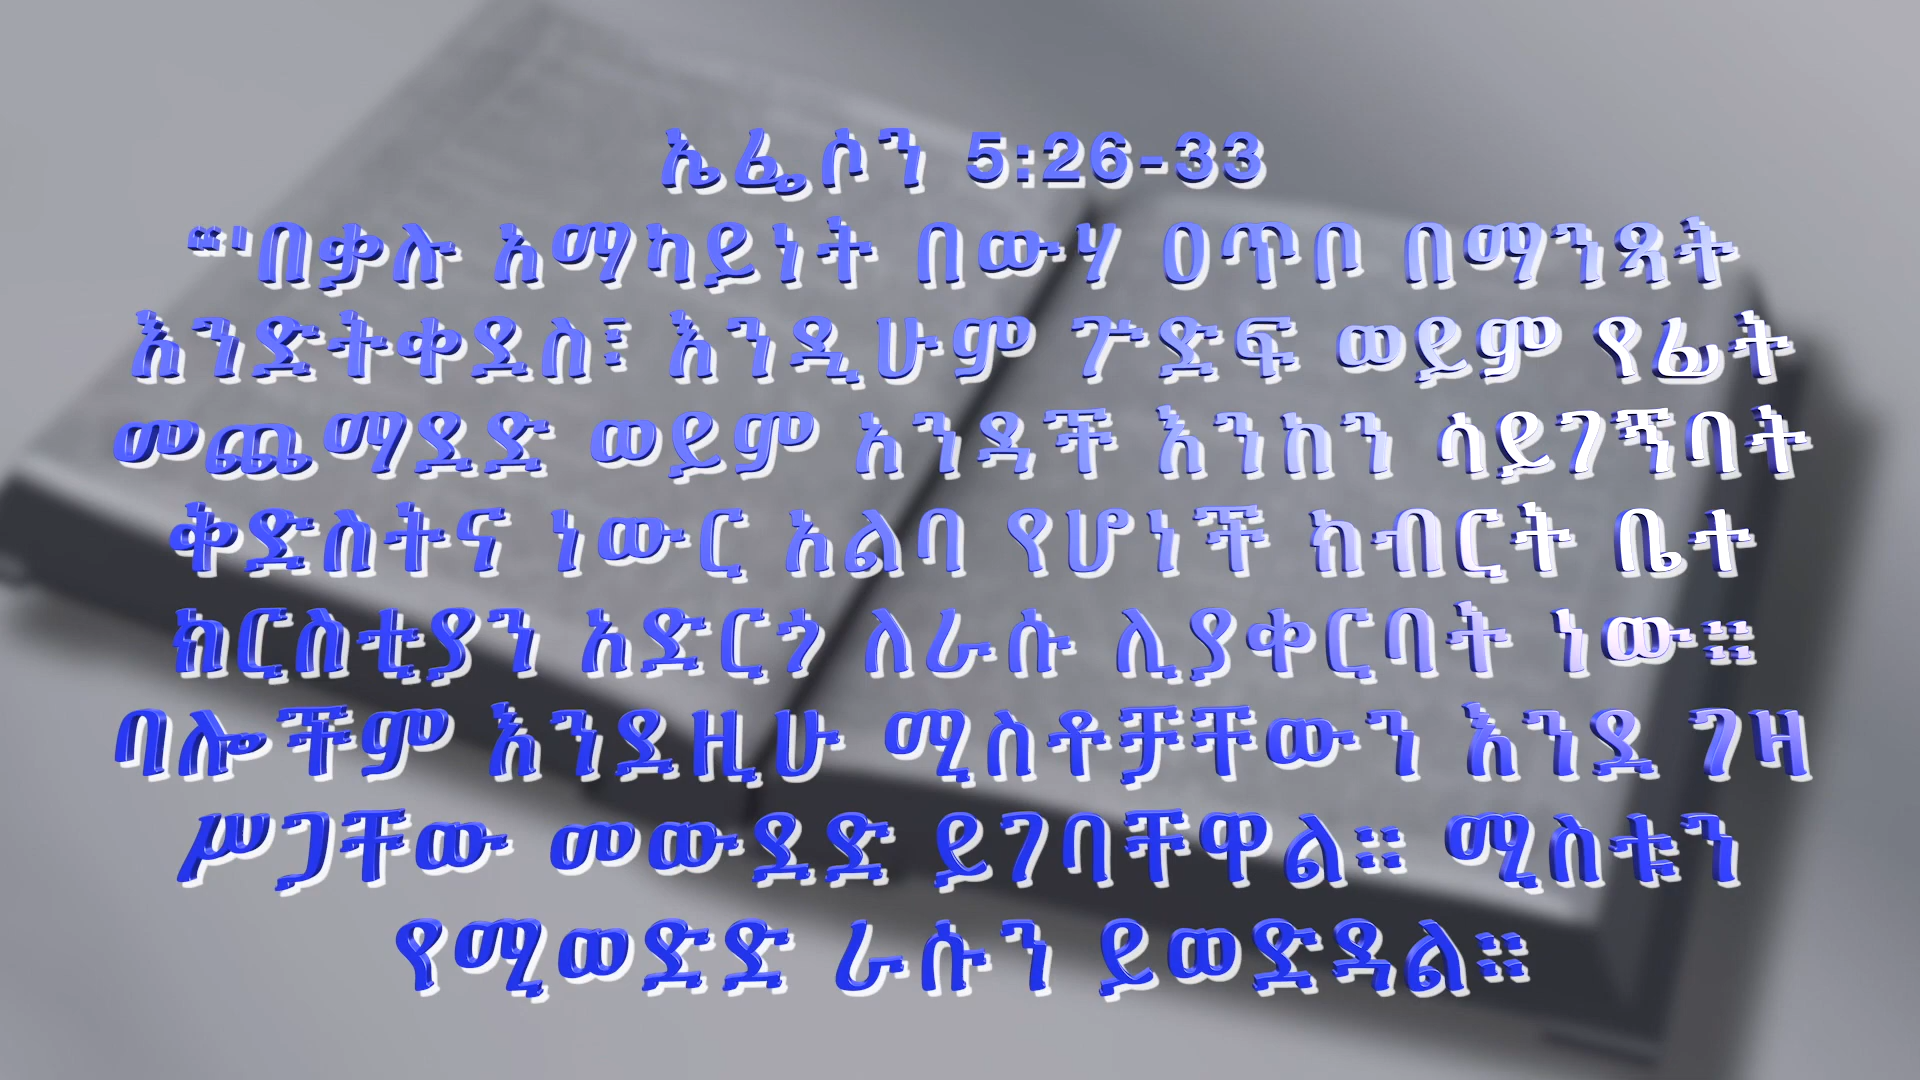 ኤፌሶን 5:26-33
“‘በቃሉ አማካይነት በውሃ ዐጥቦ በማንጻት
እንድትቀደስ፣ እንዲሁም ጕድፍ ወይም የፊት
መጨማደድ ወይም አንዳች እንከን ሳይገኝባት
ቅድስትና ነውር አልባ የሆነች ክብርት ቤተ
ክርስቲያን አድርጎ ለራሱ ሊያቀርባት ነው።
ባሎችም እንደዚሁ ሚስቶቻቸውን እንደ ገዛ
ሥጋቸው መውደድ ይገባቸዋል። ሚስቱን
የሚወድድ ራሱን ይወድዳል።